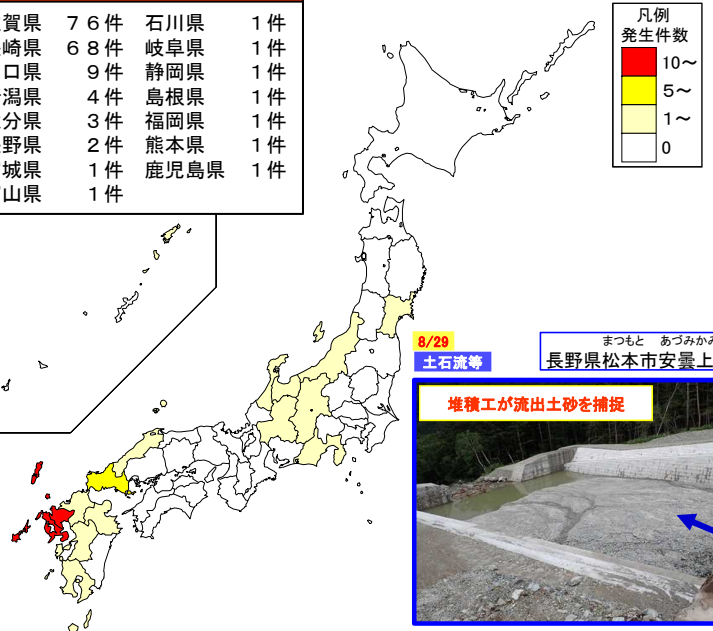 賀県 ７６件 石川県 １件
崎県 ６８件 岐阜県 １件
口県 ９件 静岡県 １件
潟県 ４件 島根県 １件
分県 ３件 福岡県 １件
野県 ２件 熊本県 １件
城県 １件 鹿児島県 １件
山県 １件
凡例
発生件数
10～
5～
1～
0
8/29
土石流等
まつもと あづみかみ
長野県松本市安曇上
堆積工が流出土砂を捕捉